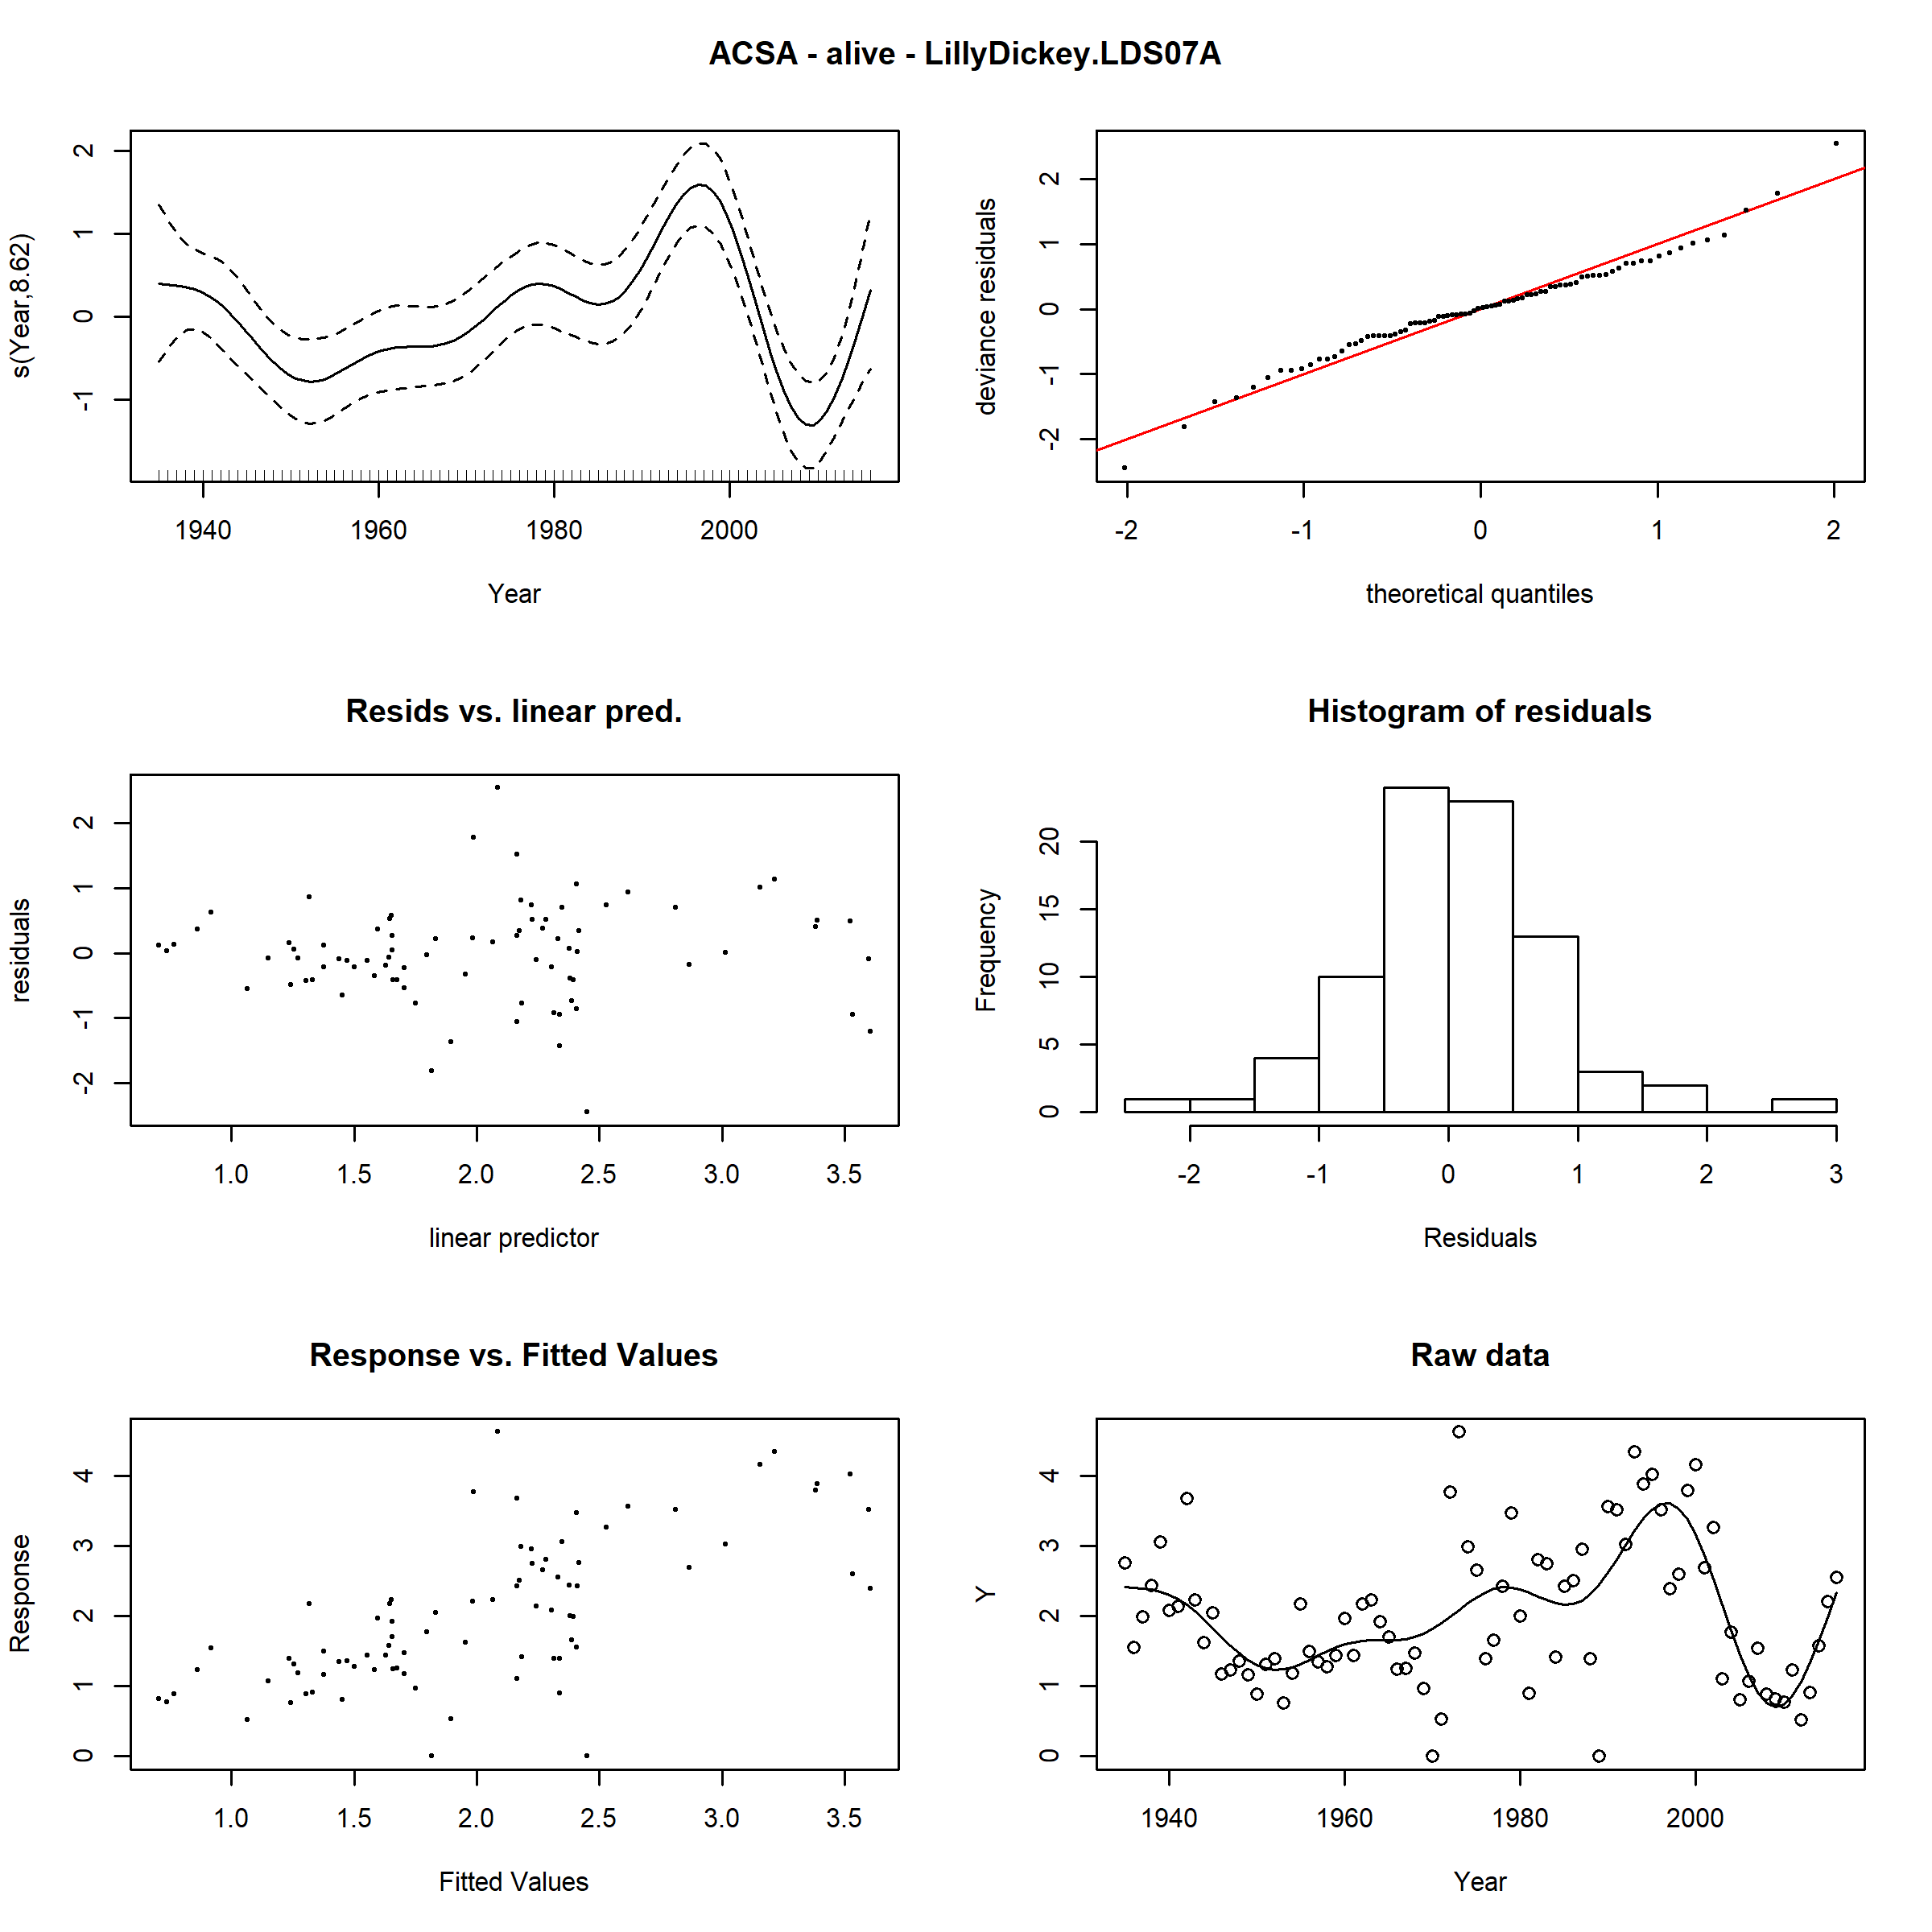 ACSA - alive - LillyDickey.LDS07A
s(Year,8.62)
2
1
0
-1
1940 1960 1980 2000
Year
deviance residuals
2
1
0
-1
-2
-2 -1 0 1 2
theoretical quantiles
Resids vs. linear pred.
residuals
2
1
0
-1
-2
1.0 1.5 2.0 2.5 3.0 3.5
linear predictor
Histogram of residuals
Frequency
20
15
10
5
0
-2 -1 0 1 2 3
Residuals
Response vs. Fitted Values
Response
4
3
2
1
0
1.0 1.5 2.0 2.5 3.0 3.5
Fitted Values
Raw data
Y
4
3
2
1
0
1940 1960 1980 2000
Year